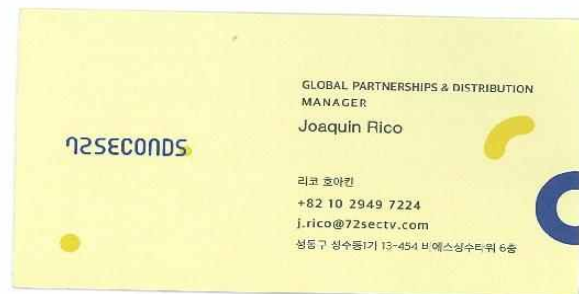 72SECONDS
GLOBAL PARTNERSHIPS & DISTRIBUTION
MANAGER
Joaquin Rico
리코 호아킨
+82 10 2949 7224
j.rico@72sectv.com
성동구 성수동1가 13-454 비에스성수타워 6층